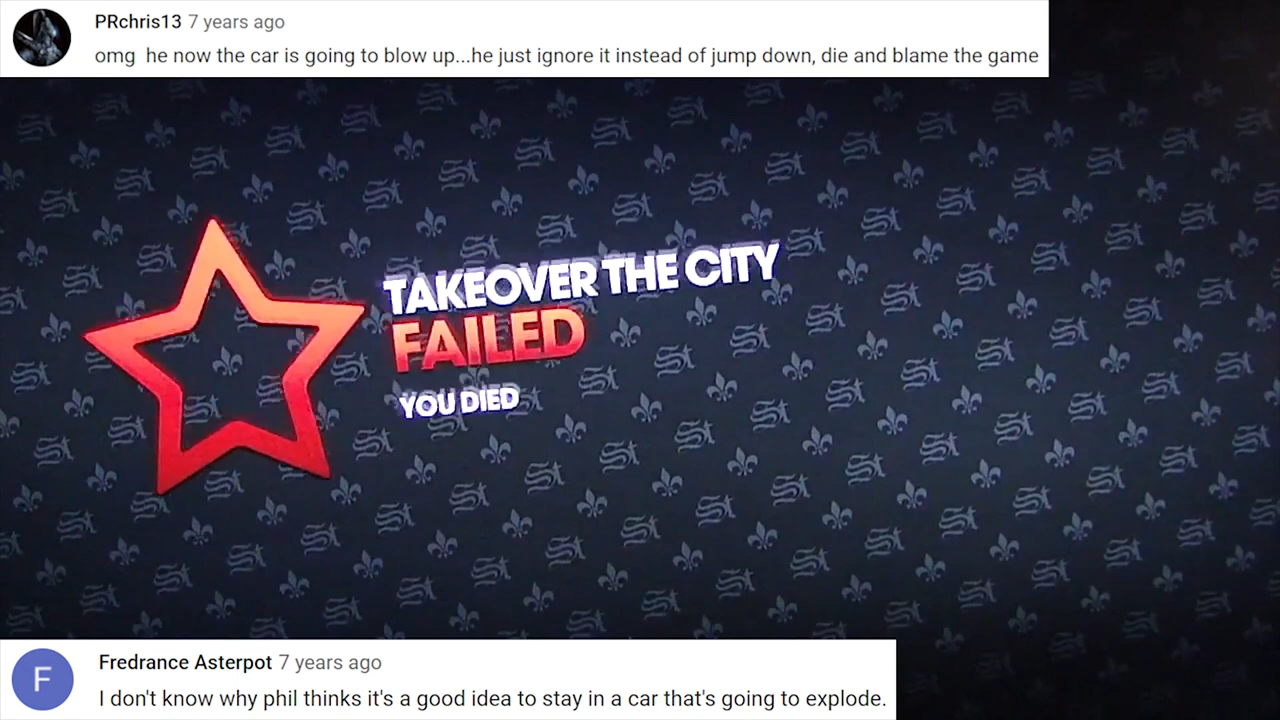 PRchris13 7 years ago
omg he now the car is going to blow up...he just ignore it instead of jump down, die and blame the game
TAKEOVER THE CITY
FAILED
YOU DIED
F
Fredrance Asterpot 7 years ago
I don't know why phil thinks it's a good idea to stay in a car that's going to explode.